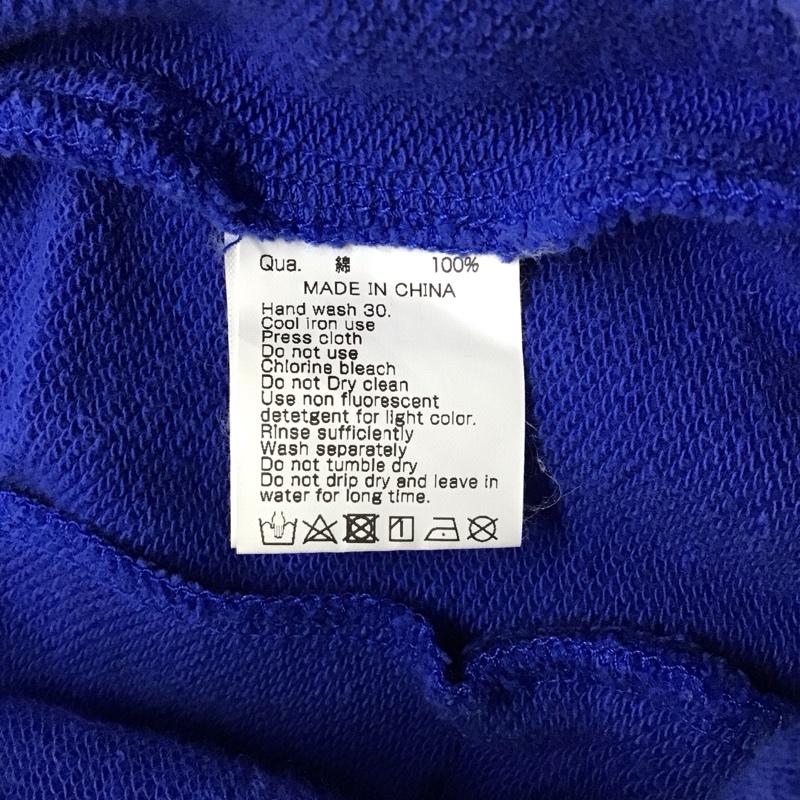 Qua. 綿 100%
MADE IN CHINA
Hand wash 30.
Cool iron use
Press cloth
Do not use
Chlorine bleach
Do not Dry clean
Use non fluorescent
detetgent for light color.
Rinse sufficiently
Wash separately
Do not tumble dry
Do not drip dry and leave in
water for long time.